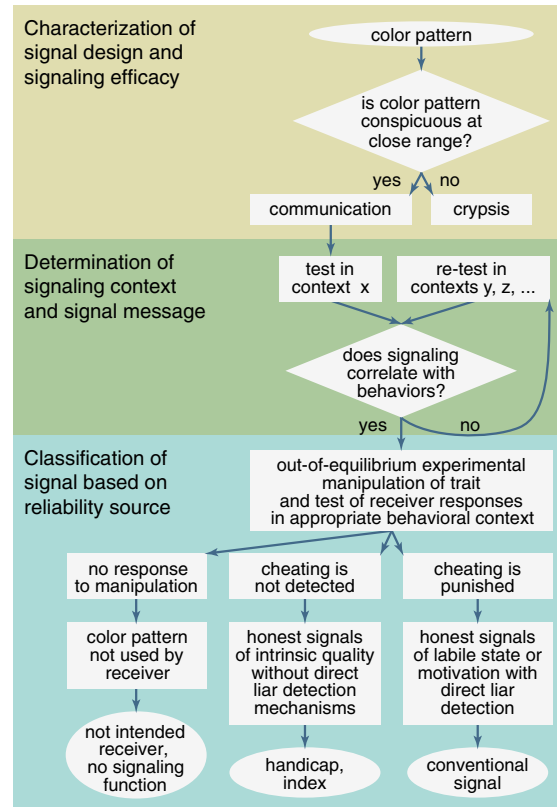 Characterization of
signal design and
signaling efficacy
color pattern
is color pattern
conspicuous at
close range?
yes no
communication
crypsis
Determination of
signaling context
and signal message
test in
context x
re-test in
contexts y, z, ...
does signaling
correlate with
behaviors?
yes no
Classification of
signal based on
reliability source
out-of-equilibrium experimental
manipulation of trait
and test of receiver responses
in appropriate behavioral context
no response
to manipulation
cheating is
not detected
cheating is
punished
color pattern
not used by
receiver
honest signals
of intrinsic quality
without direct
liar detection
mechanisms
honest signals
of labile state or
motivation with
direct liar
detection
not intended
receiver,
no signaling
function
handicap,
index
conventional
signal